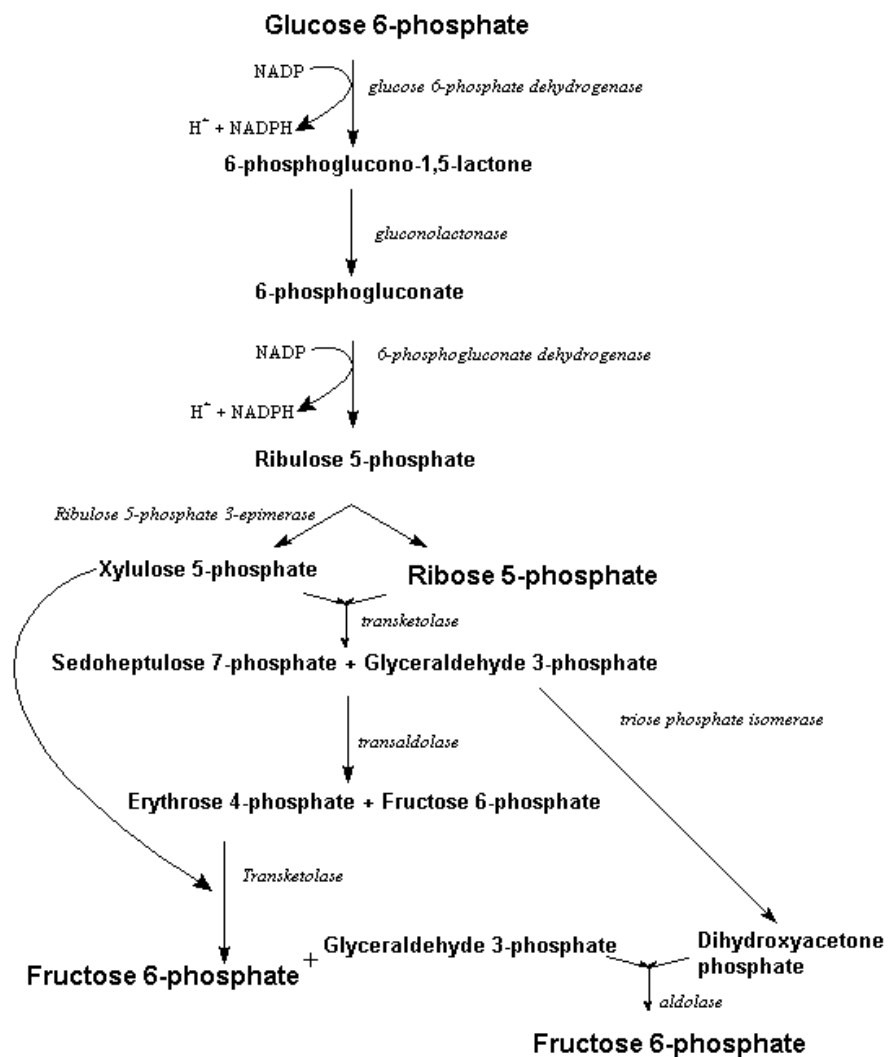 Glucose 6-phosphate
NADP
glucose 6-phosphate dehydrogenase
H+ + NADPH
6-phosphoglucono-1,5-lactone
gluconolactonase
6-phosphogluconate
NADP
6-phosphogluconate dehydrogenase
H+ + NADPH
Ribulose 5-phosphate
Ribulose 5-phosphate 3-epimerase
Xylulose 5-phosphate
Ribose 5-phosphate
transketolase
Sedoheptulose 7-phosphate + Glyceraldehyde 3-phosphate
triose phosphate isomerase
transaldolase
Erythrose 4-phosphate + Fructose 6-phosphate
Transketolase
Fructose 6-phosphate + Glyceraldehyde 3-phosphate
Dihydroxyacetone
phosphate
aldolase
Fructose 6-phosphate